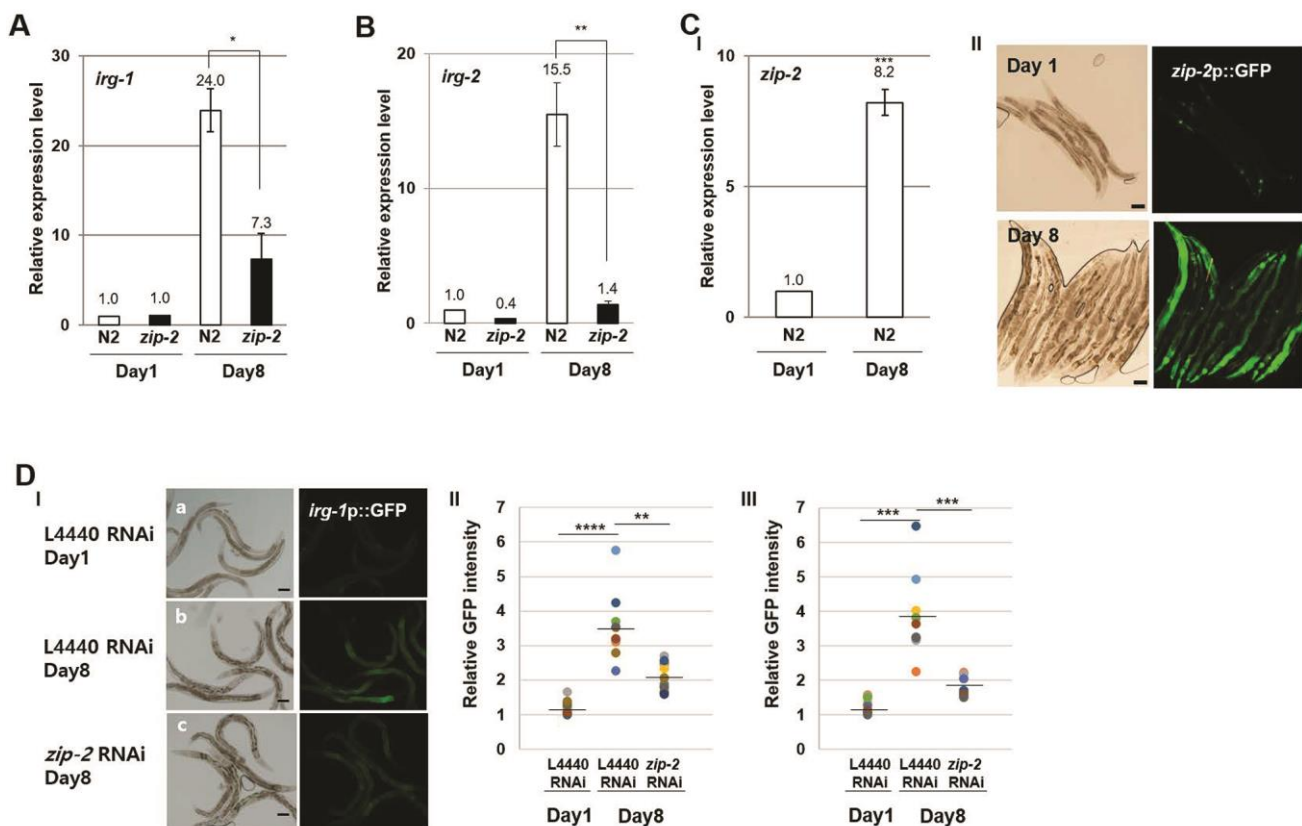 A
Relative expression level
30
20
10
0
irg-1
*
24.0
7.3
1.0
1.0
N2
zip-2
N2
zip-2
Day1
Day8
B
Relative expression level
20
10
0
irg-2
**
15.5
1.4
1.0
0.4
N2
zip-2
N2
zip-2
Day1
Day8
C
I
Relative expression level
10
5
0
zip-2
***
8.2
1.0
N2
N2
Day1
Day8
II
Day 1
zip-2p::GFP
Day 8
D
I
L4440 RNAi
Day1
a
irg-1p::GFP
L4440 RNAi
Day8
b
zip-2 RNAi
Day8
c
II
Relative GFP intensity
7
6
5
4
3
2
1
0
****
**
L4440 L4440 zip-2
RNAi RNAi RNAi
Day1
Day8
III
Relative GFP intensity
7
6
5
4
3
2
1
0
***
***
L4440 L4440 zip-2
RNAi RNAi RNAi
Day1
Day8